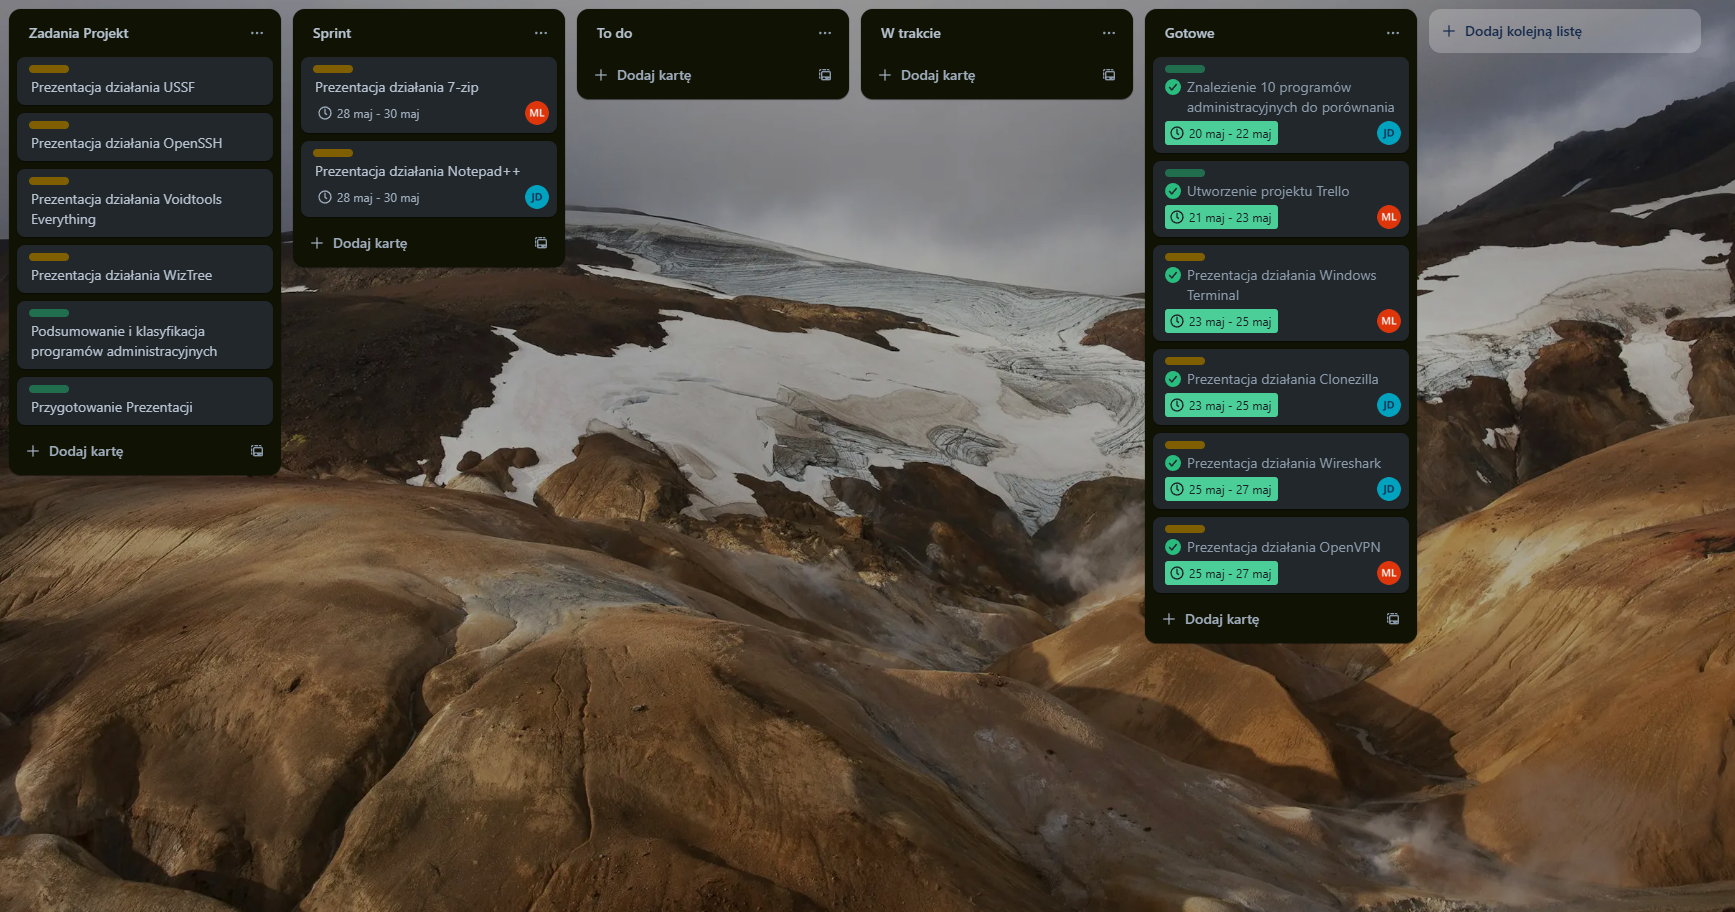 Zadania Projekt
Prezentacja działania USSF
Prezentacja działania OpenSSH
Prezentacja działania Voidtools
Everything
Prezentacja działania WizTree
Podsumowanie i klasyfikacja
programów administracyjnych
Przygotowanie Prezentacji
Dodaj kartę
Sprint
Prezentacja działania 7-zip
28 maj - 30 maj
ML
Prezentacja działania Notepad++
28 maj - 30 maj
JD
Dodaj kartę
To do
Dodaj kartę
W trakcie
Dodaj kartę
Gotowe
Znalezienie 10 programów
administracyjnych do porównania
20 maj - 22 maj
JD
Utworzenie projektu Trello
21 maj - 23 maj
ML
Prezentacja działania Windows
Terminal
23 maj - 25 maj
ML
Prezentacja działania Clonezilla
23 maj - 25 maj
JD
Prezentacja działania Wireshark
25 maj - 27 maj
JD
Prezentacja działania OpenVPN
25 maj - 27 maj
ML
Dodaj kartę
Dodaj kolejną listę